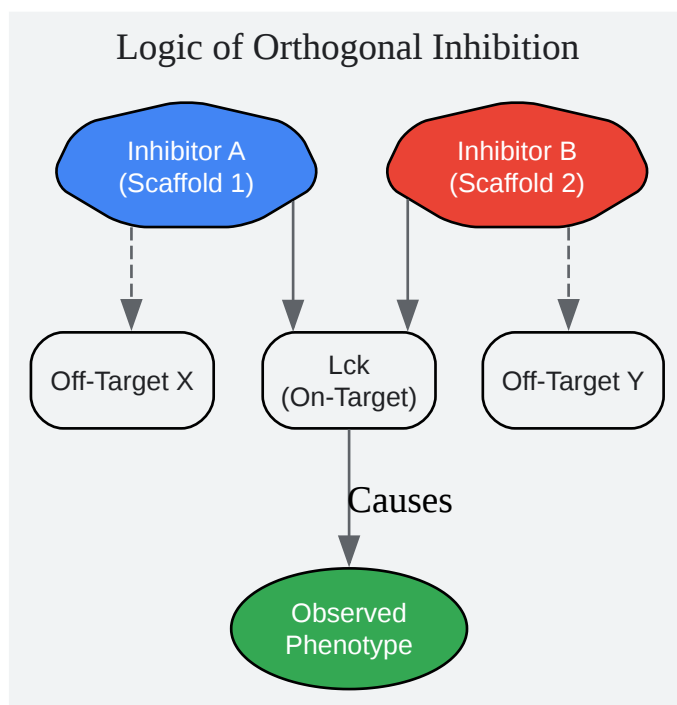 Logic of Orthogonal Inhibition
Inhibitor A
(Scaffold 1)
Inhibitor B
(Scaffold 2)
Off-Target X
Lck
(On-Target)
Off-Target Y
Causes
Observed
Phenotype